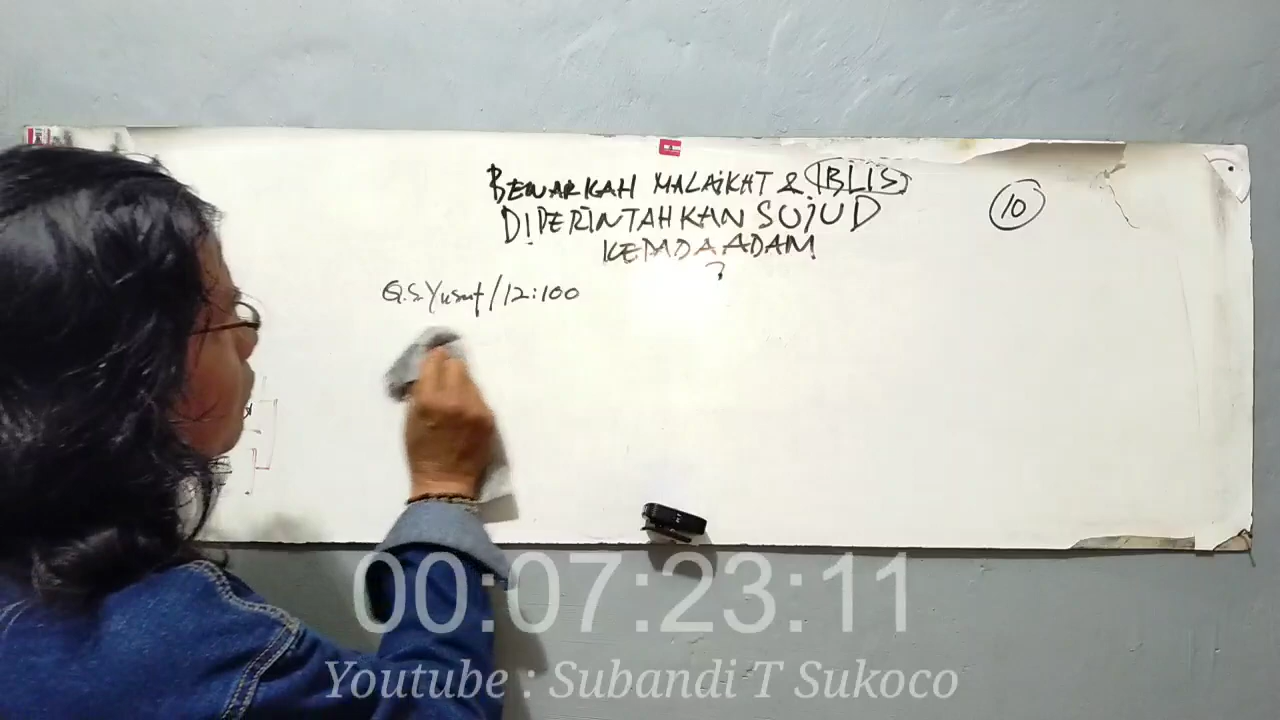 BENARKAH MALAIKAT & IBLIS
DIPERINTAHKAN SUJUD
KEPADA ADAM
?
10
Q.S. Yusuf/12:100
00:07:23:11
Youtube : Subandi T Sukoco